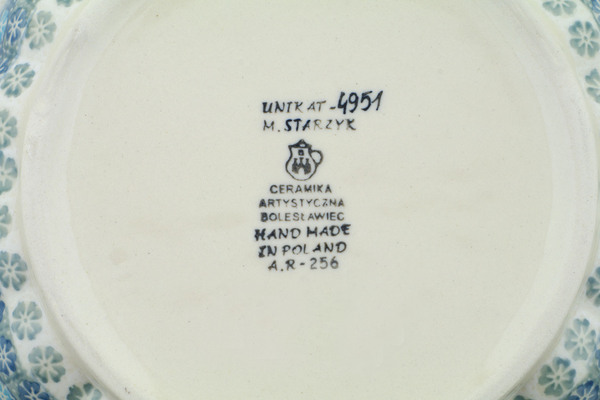 UNIKAT-4951
M. STARZYK
CERAMIKA
ARTYSTYCZNA
BOLESŁAWIEC
HAND MADE
IN POLAND
A.R-256